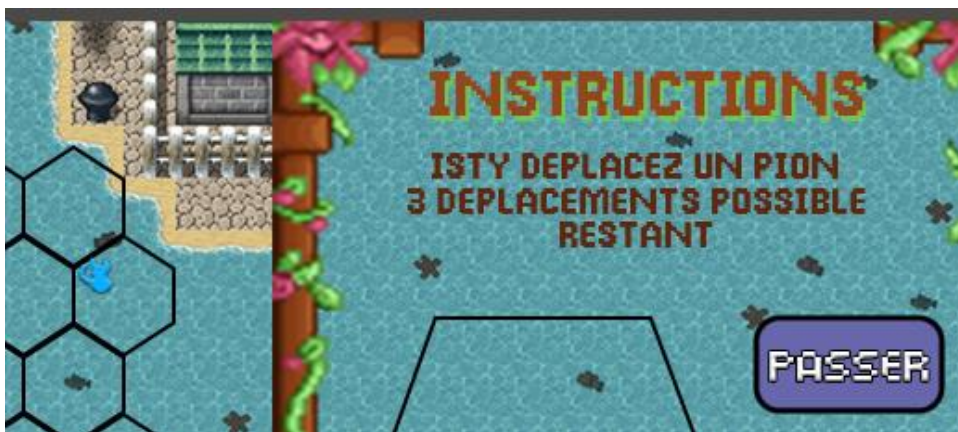 INSTRUCTIONS
ISTY DEPLACEZ UN PION
3 DEPLACEMENTS POSSIBLE
RESTANT
PASSER